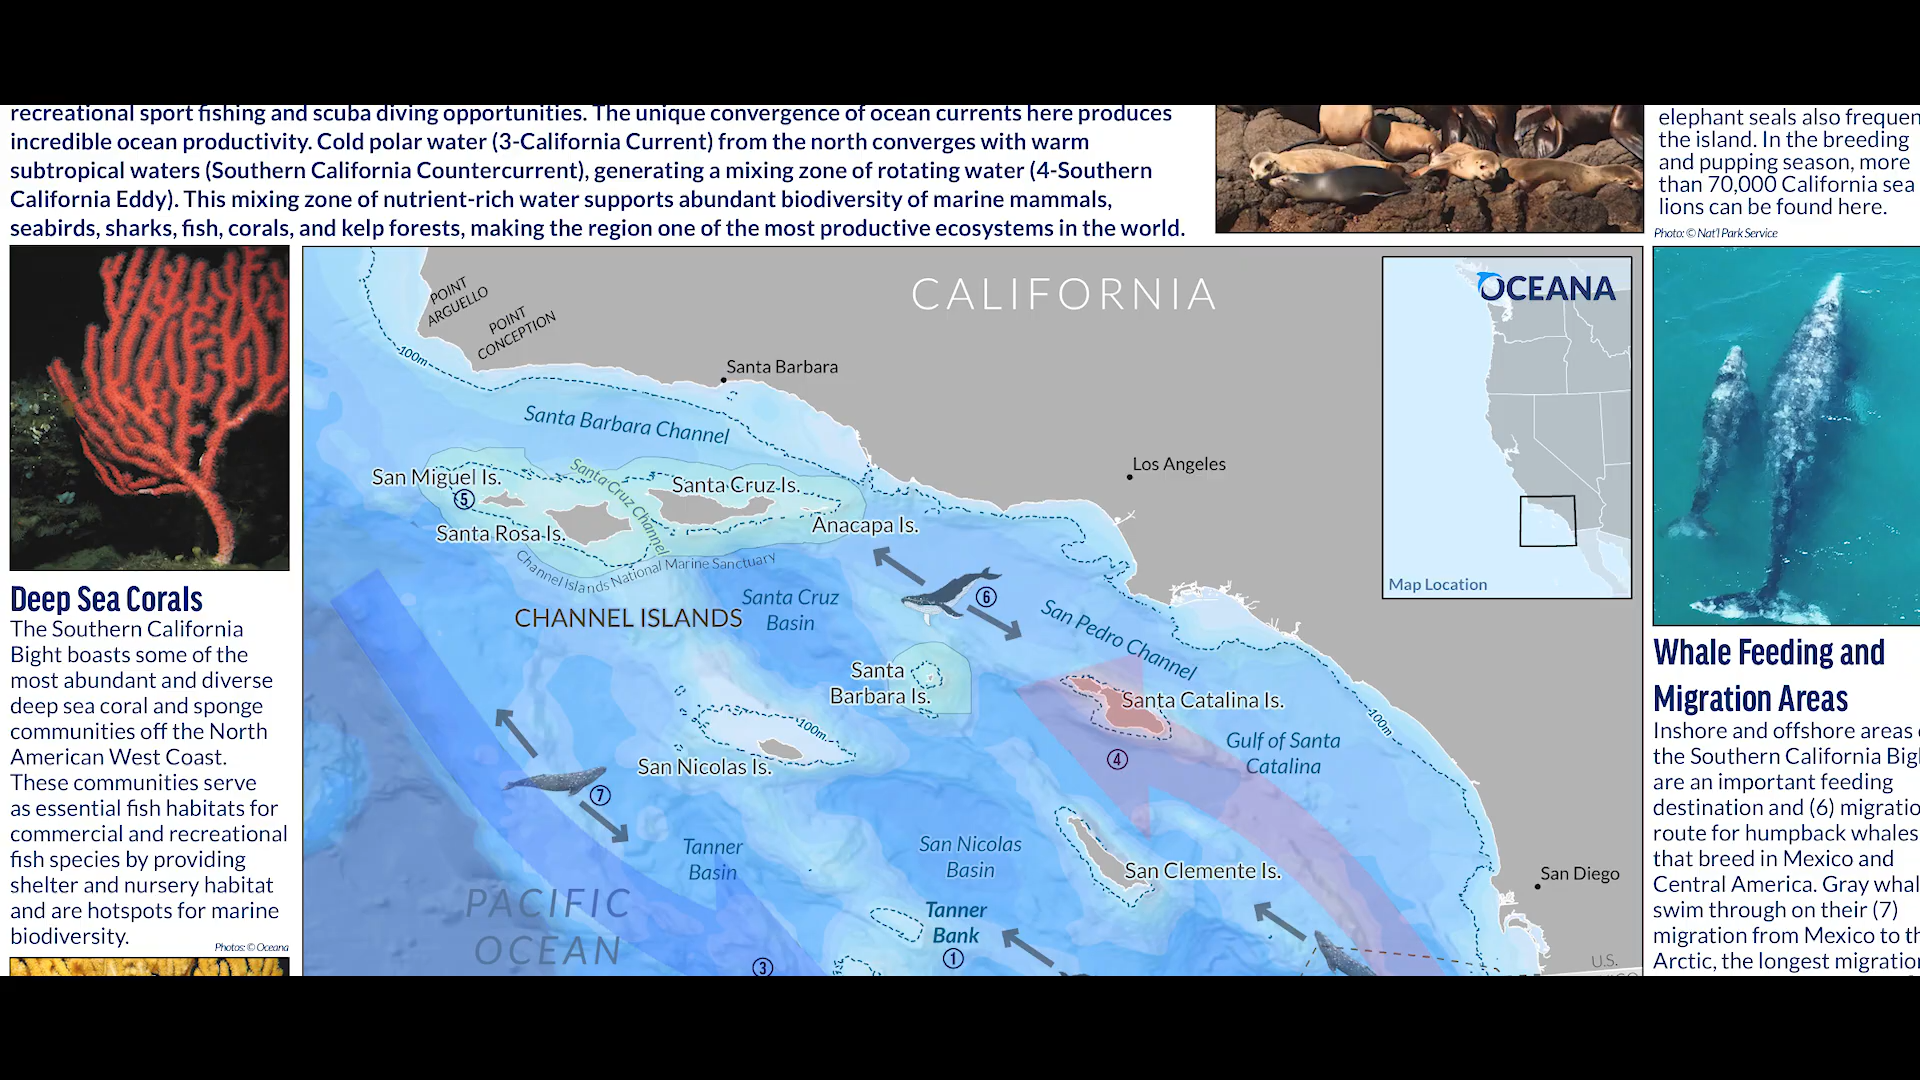 recreational sport fishing and scuba diving opportunities. The unique convergence of ocean currents here produces
incredible ocean productivity. Cold polar water (3-California Current) from the north converges with warm
subtropical waters (Southern California Countercurrent), generating a mixing zone of rotating water (4-Southern
California Eddy). This mixing zone of nutrient-rich water supports abundant biodiversity of marine mammals,
seabirds, sharks, fish, corals, and kelp forests, making the region one of the most productive ecosystems in the world.
elephant seals also frequen
the island. In the breeding
and pupping season, more
than 70,000 California sea
lions can be found here.
Photo: © Nat'l Park Service
Deep Sea Corals
The Southern California
Bight boasts some of the
most abundant and diverse
deep sea coral and sponge
communities off the North
American West Coast.
These communities serve
as essential fish habitats for
commercial and recreational
fish species by providing
shelter and nursery habitat
and are hotspots for marine
biodiversity.
Photos: © Oceana
POINT
ARGUELLO
POINT
CONCEPTION
CALIFORNIA
OCEANA
Map Location
-100m-
Santa Barbara
Santa Barbara Channel
Los Angeles
San Miguel Is.
5
Santa Cruz Channel
Santa Cruz Is.
Santa Rosa Is.
Anacapa Is.
Channel Islands National Marine Sanctuary
CHANNEL ISLANDS
Santa Cruz
Basin
6
San Pedro Channel
Santa
Barbara Is.
Santa Catalina Is.
-100m-
100m
Gulf of Santa
Catalina
4
San Nicolas Is.
7
Tanner
Basin
San Nicolas
Basin
San Clemente Is.
San Diego
PACIFIC
OCEAN
Tanner
Bank
1
3
U.S.
Whale Feeding and
Migration Areas
Inshore and offshore areas
the Southern California Big
are an important feeding
destination and (6) migratio
route for humpback whales
that breed in Mexico and
Central America. Gray whal
swim through on their (7)
migration from Mexico to th
Arctic, the longest migration